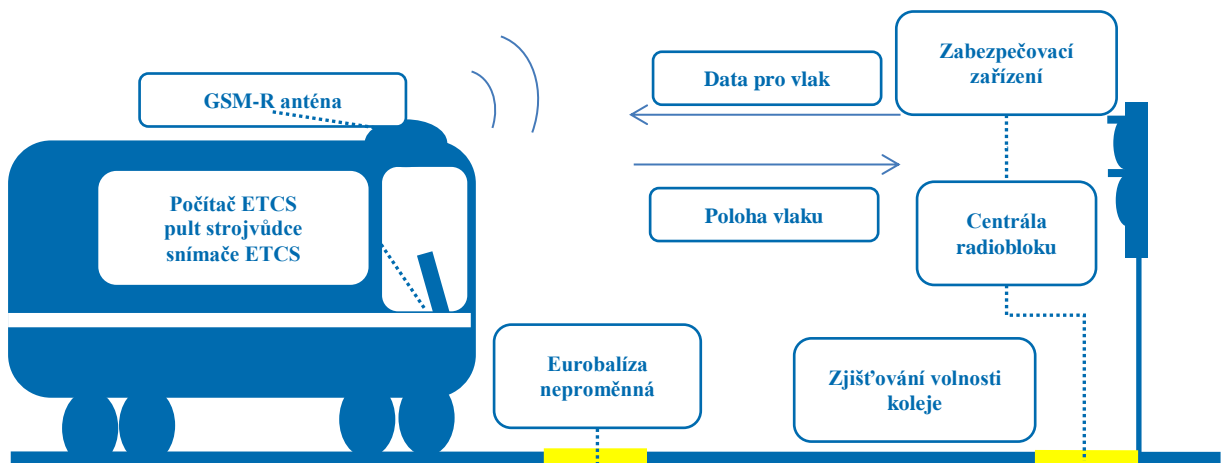 GSM-R anténa
Počítač ETCS
pult strojvůdce
snímače ETCS
Data pro vlak
Poloha vlaku
Zabezpečovací
zařízení
Centrála
radiobloku
Eurobalíza
neproměnná
Zjišťování volnosti
koleje